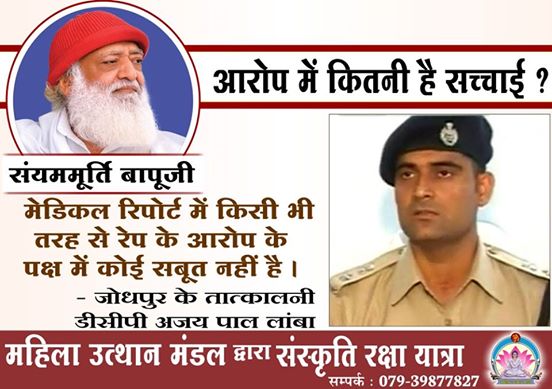 आरोप में कितनी है सच्चाई ?
संयममूर्ति बापूजी
मेडिकल रिपोर्ट में किसी भी
तरह से रेप के आरोप के
पक्ष में कोई सबूत नहीं है ।
- जोधपुर के तात्कालनी
डीसीपी अजय पाल लांबा
महिला उत्थान मंडल द्वारा संस्कृति रक्षा यात्रा
सम्पर्क : 079-39877827